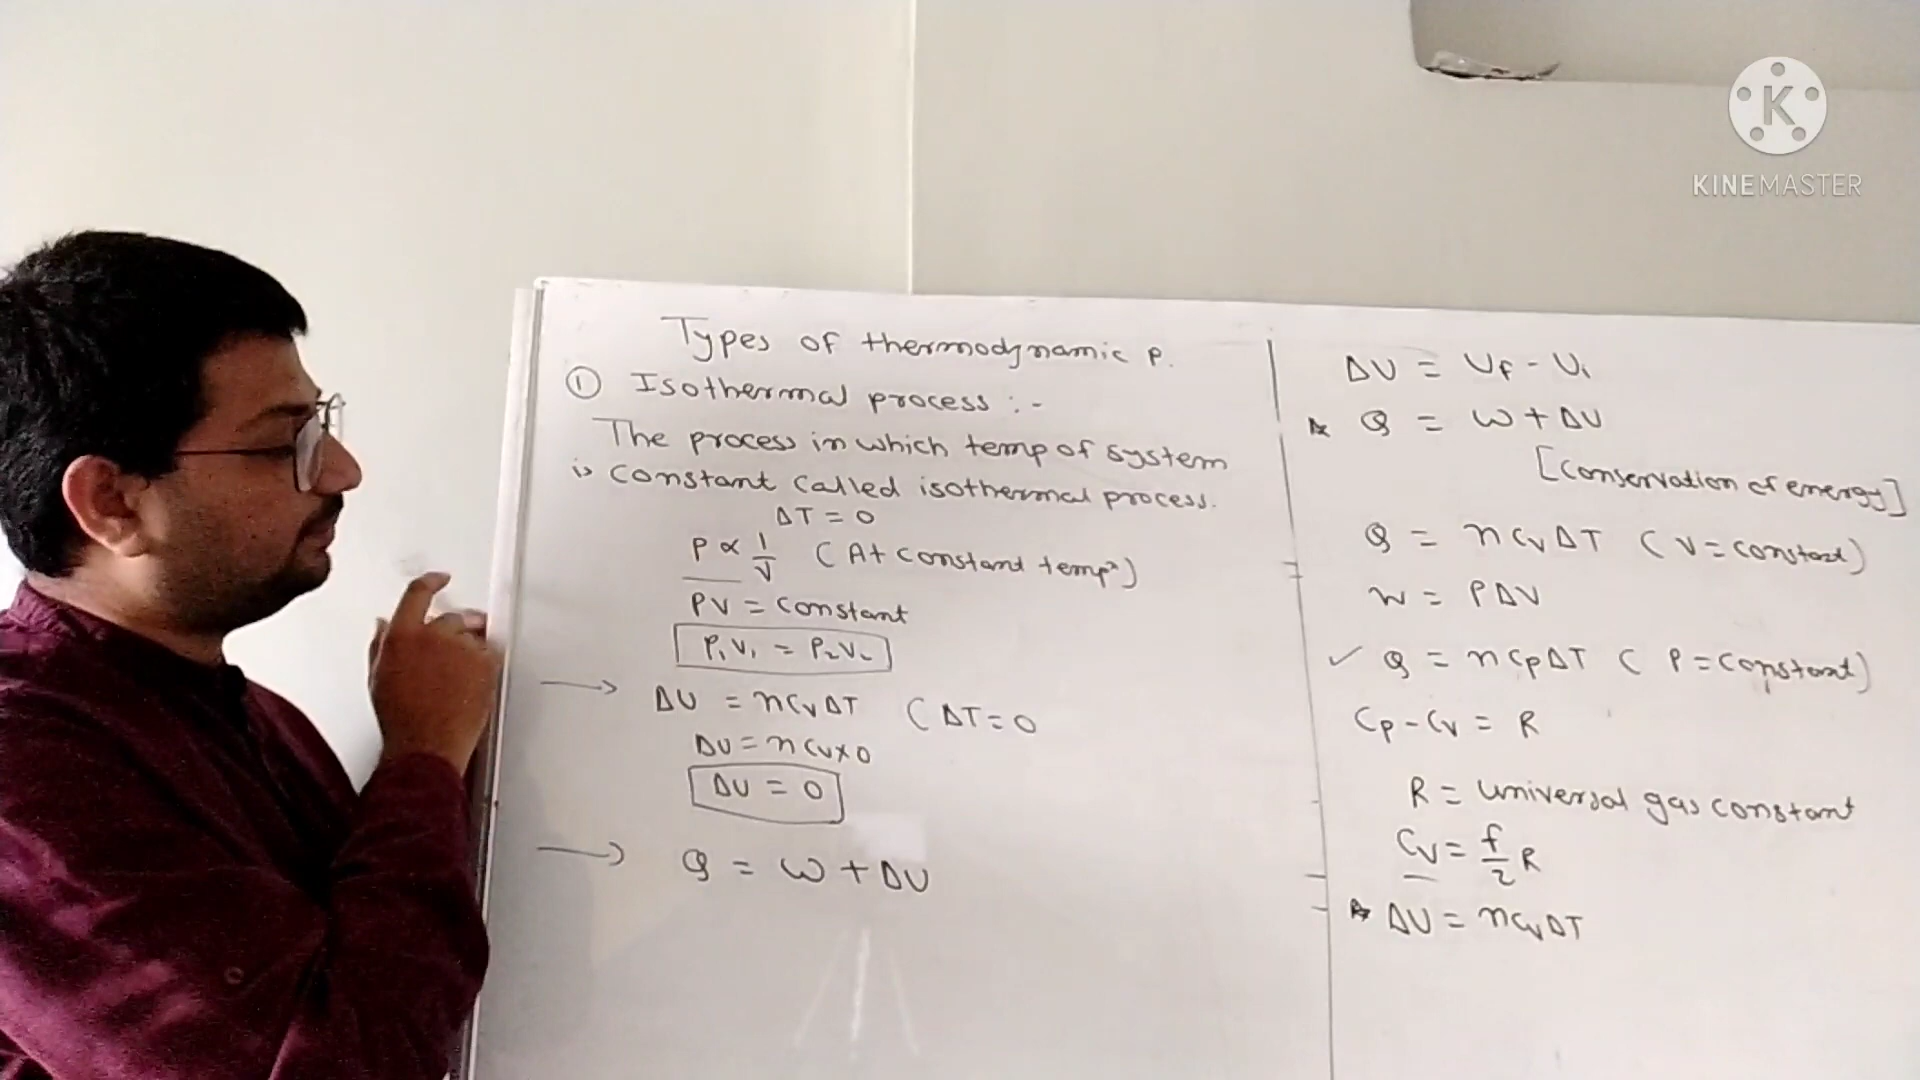 K
KINEMASTER
Types of thermodynamic P.
① Isothermal process :-
The process in which temp of system
is constant called isothermal process.
ΔT = 0
P ∝ 1/V (At constant tempr)
PV = constant
P₁V₁ = P₂V₂
→ ΔU = nCvΔT (ΔT = 0
ΔU = nCv×0
ΔU = 0
→ Q = W + ΔU
ΔU = Uf - Ui
★ Q = W + ΔU
[Conservation of energy]
Q = nCvΔT (V = constant)
W = PΔV
✓ Q = nCpΔT ( P = constant)
Cp - Cv = R
R = universal gas constant
Cv = f/2 R
★ ΔU = nCvΔT